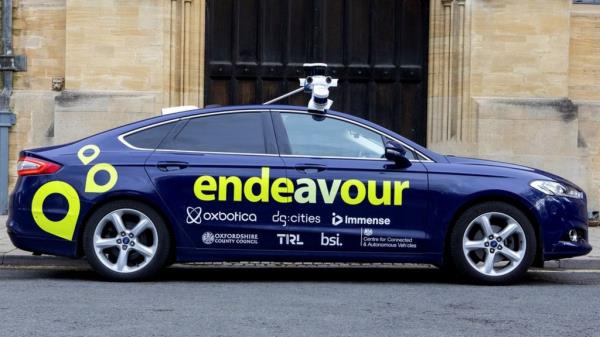 endeavour
oxbotica dg:cities immense
OXFORDSHIRE COUNTY COUNCIL TRL bsi. Centre for Connected & Autonomous Vehicles